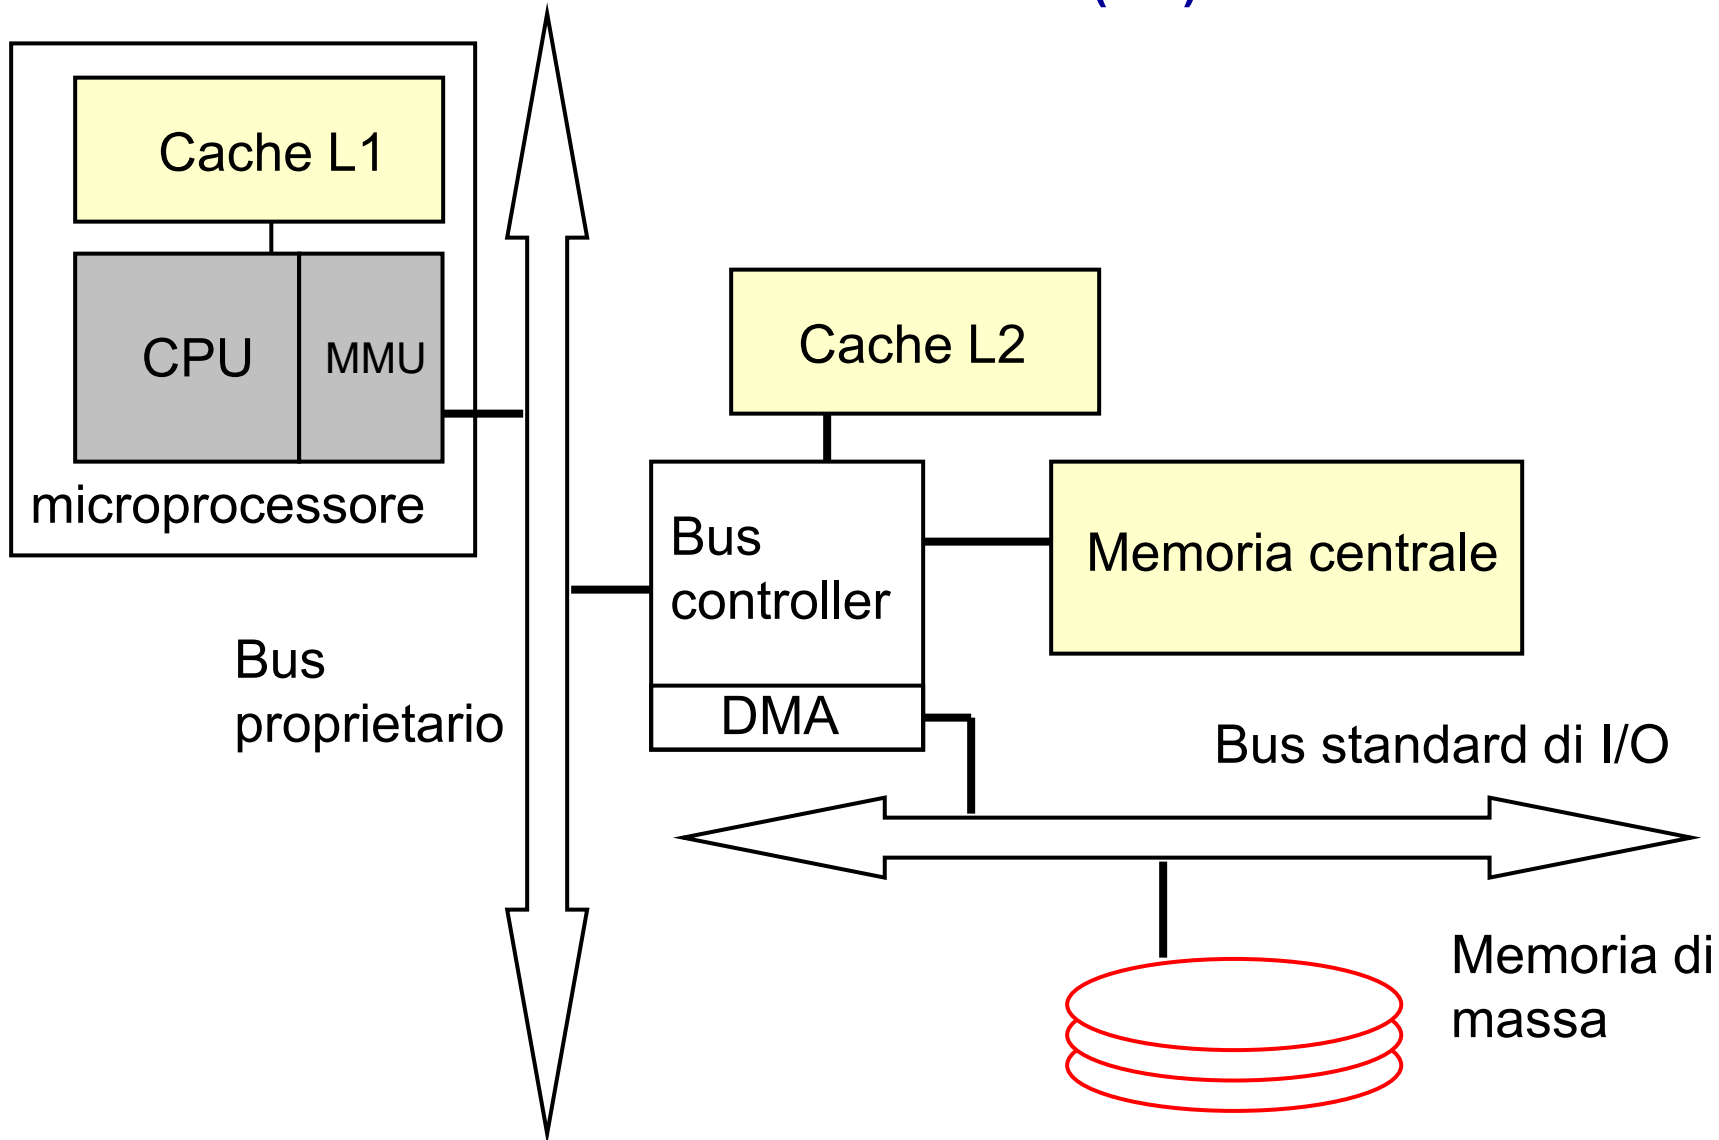 Cache L1
CPU
MMU
microprocessore
Cache L2
Bus
controller
Memoria centrale
DMA
Bus
proprietario
Bus standard di I/O
Memoria di
massa